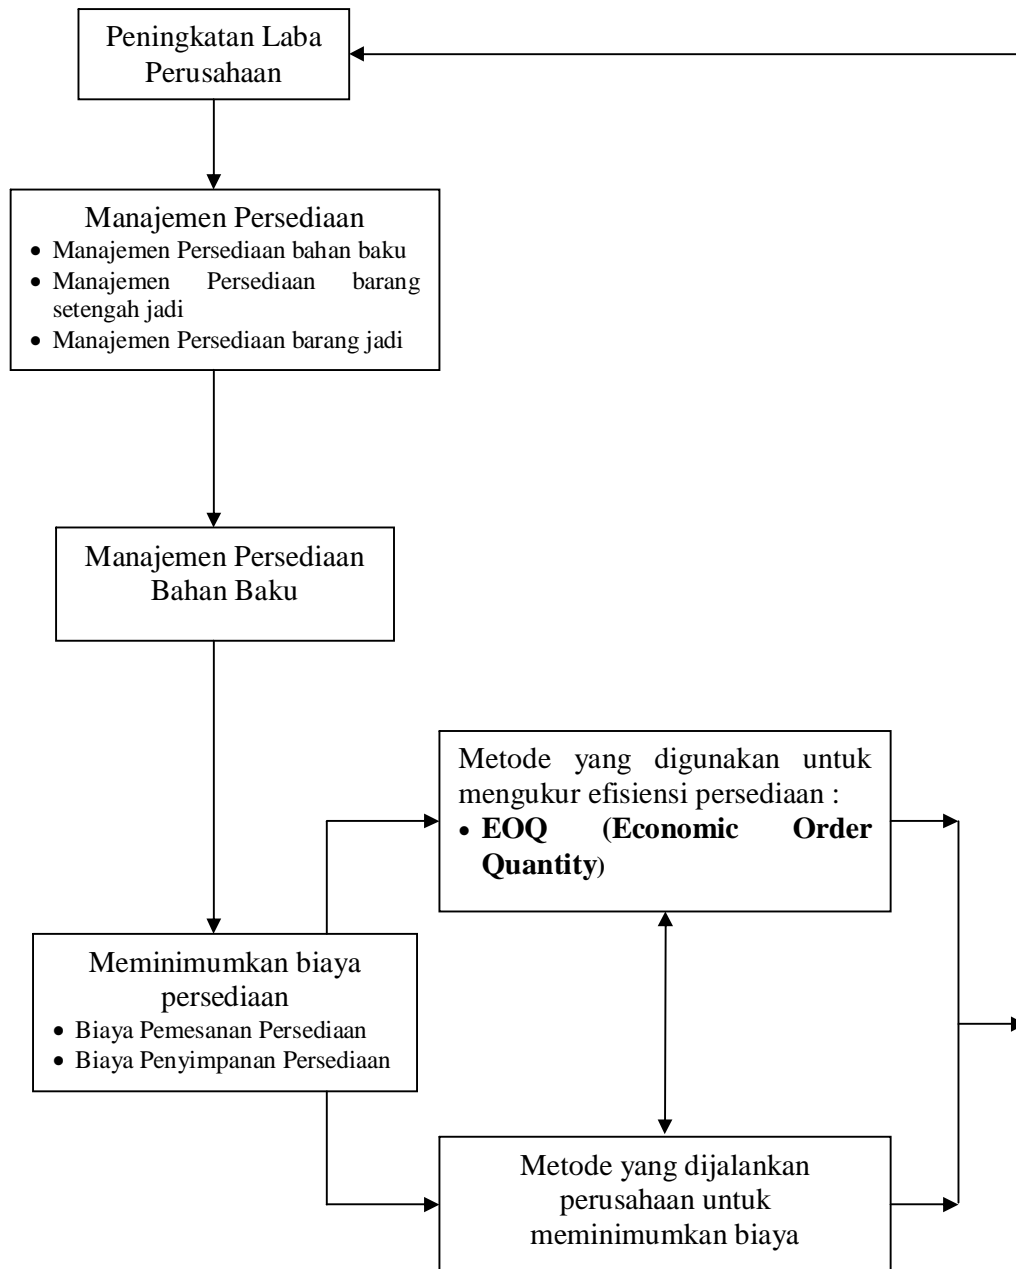 Peningkatan Laba
Perusahaan
Manajemen Persediaan
• Manajemen Persediaan bahan baku
• Manajemen Persediaan barang
setengah jadi
• Manajemen Persediaan barang jadi
Manajemen Persediaan
Bahan Baku
Metode yang digunakan untuk
mengukur efisiensi persediaan :
• EOQ (Economic Order
Quantity)
Meminimumkan biaya
persediaan
• Biaya Pemesanan Persediaan
• Biaya Penyimpanan Persediaan
Metode yang dijalankan
perusahaan untuk
meminimumkan biaya